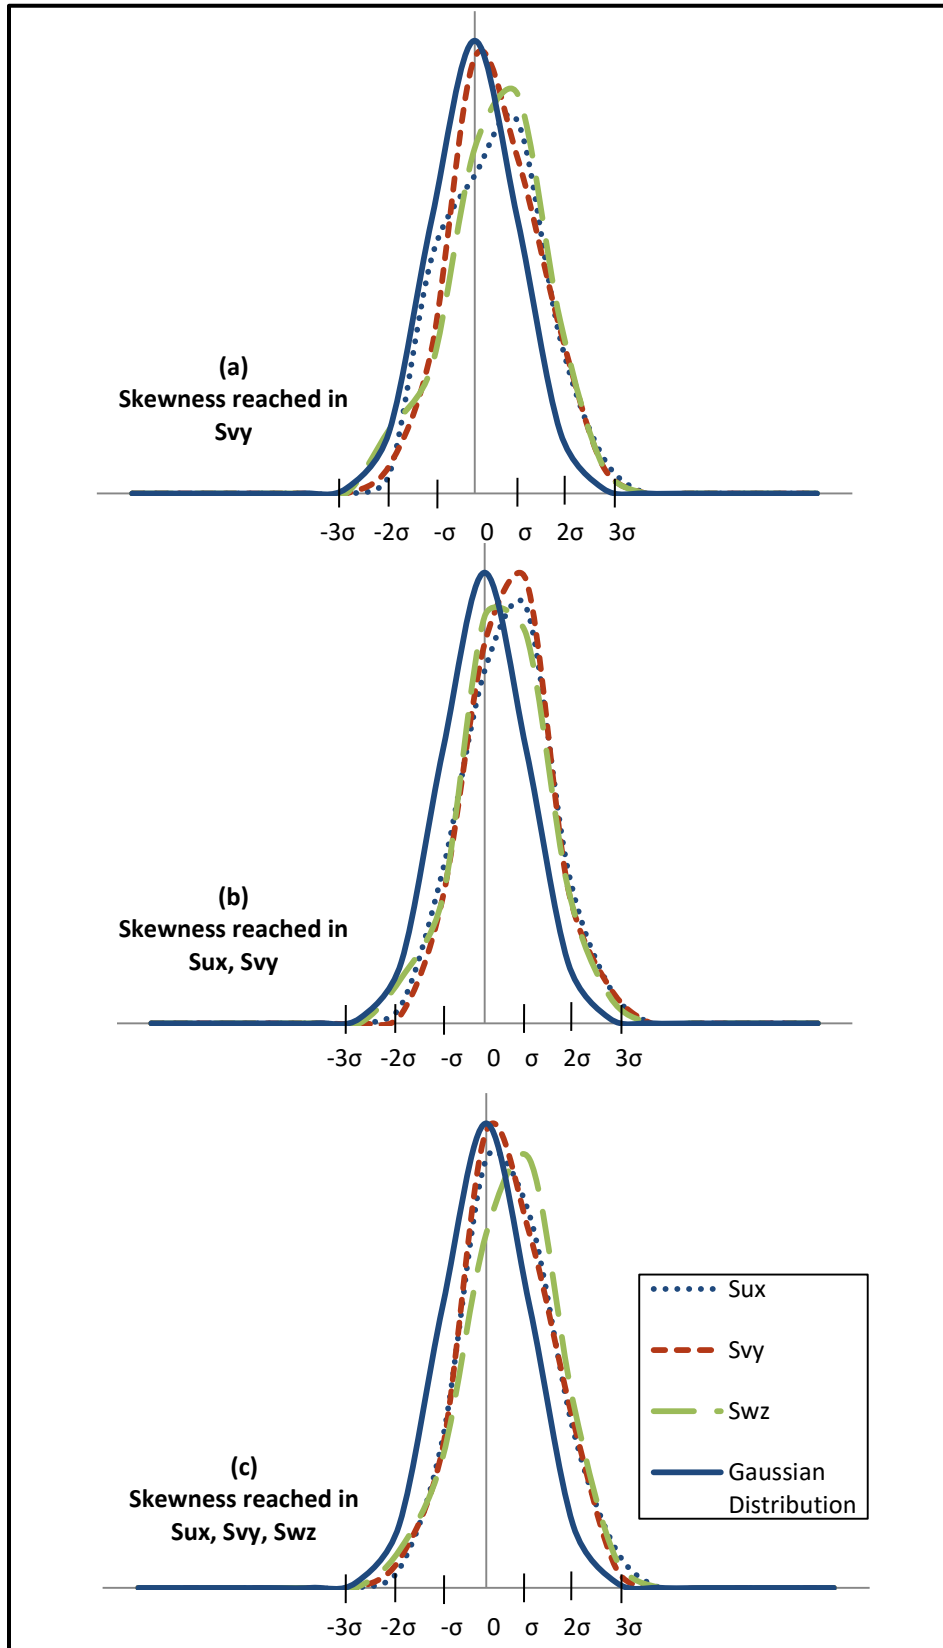 (a)
Skewness reached in
Svy
-3σ -2σ -σ 0 σ 2σ 3σ
(b)
Skewness reached in
Sux, Svy
-3σ -2σ -σ 0 σ 2σ 3σ
Sux
Svy
Swz
Gaussian
Distribution
(c)
Skewness reached in
Sux, Svy, Swz
-3σ -2σ -σ 0 σ 2σ 3σ